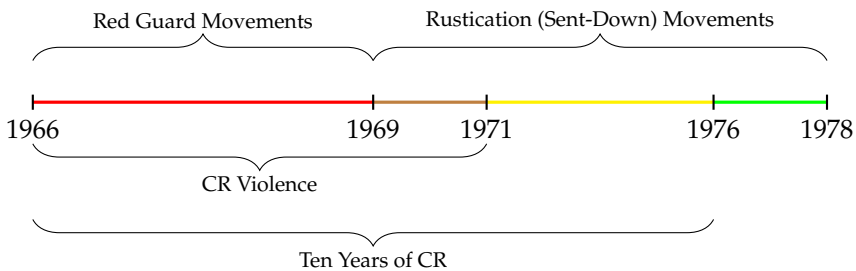 Red Guard Movements
Rustication (Sent-Down) Movements
1966 1969 1971 1976 1978
CR Violence
Ten Years of CR